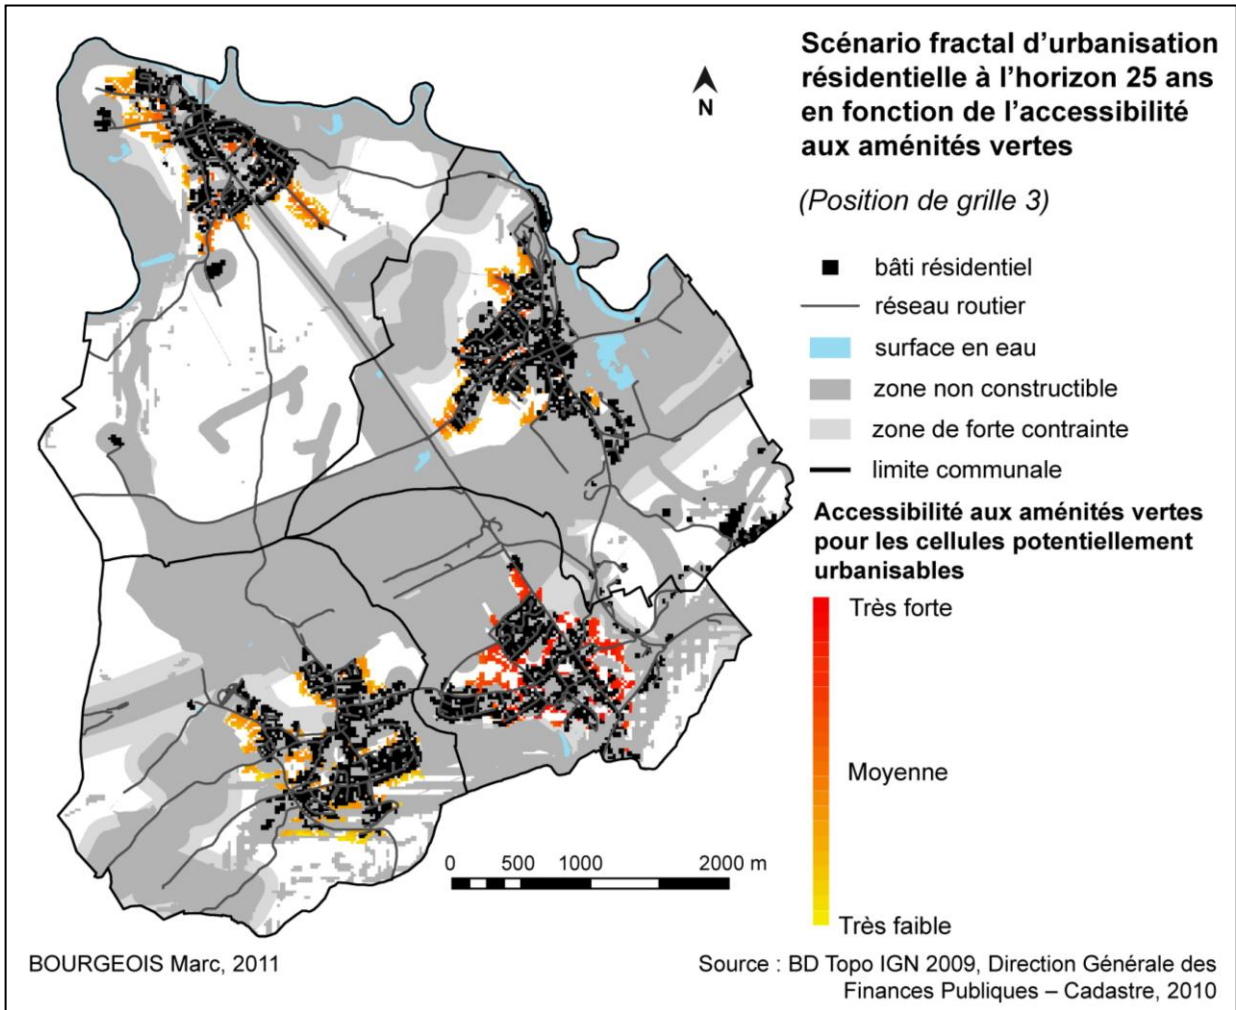 Scénario fractal d’urbanisation
résidentielle à l’horizon 25 ans
en fonction de l’accessibilité
aux aménités vertes
(Position de grille 3)
N
bâti résidentiel
réseau routier
surface en eau
zone non constructible
zone de forte contrainte
limite communale
Accessibilité aux aménités vertes
pour les cellules potentiellement
urbanisables
Très forte
Moyenne
Très faible
0 500 1000 2000 m
BOURGEOIS Marc, 2011
Source : BD Topo IGN 2009, Direction Générale des
Finances Publiques – Cadastre, 2010